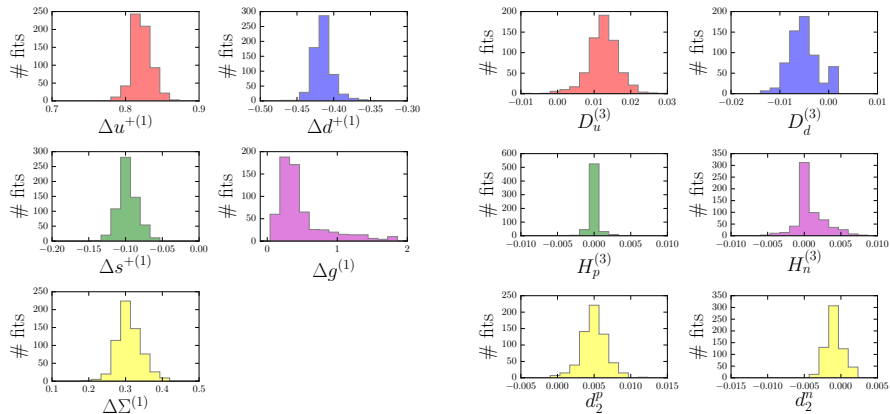 # fits
250
200
150
100
50
0
0.7 0.8 0.9
Δu⁺⁽¹⁾
# fits
300
250
200
150
100
50
0
−0.50 −0.45 −0.40 −0.35 −0.30
Δd⁺⁽¹⁾
# fits
200
150
100
50
0
−0.01 0.00 0.01 0.02 0.03
D_u^(3)
# fits
200
150
100
50
0
−0.02 −0.01 0.00 0.01
D_d^(3)
# fits
300
250
200
150
100
50
0
−0.20 −0.15 −0.10 −0.05 0.00
Δs⁺⁽¹⁾
# fits
200
150
100
50
0
0 1 2
Δg⁽¹⁾
# fits
600
500
400
300
200
100
0
−0.010 −0.005 0.000 0.005 0.010
H_p^(3)
# fits
350
300
250
200
150
100
50
0
−0.010 −0.005 0.000 0.005 0.010
H_n^(3)
# fits
250
200
150
100
50
0
0.1 0.2 0.3 0.4 0.5
ΔΣ⁽¹⁾
# fits
250
200
150
100
50
0
−0.005 0.000 0.005 0.010 0.015
d_2^p
# fits
350
300
250
200
150
100
50
0
−0.015 −0.010 −0.005 0.000 0.005
d_2^n